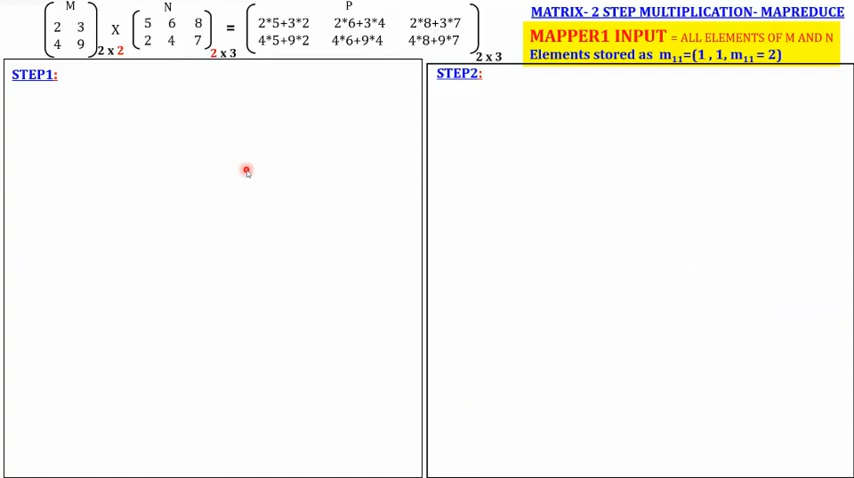 M
2 3
4 9
2 x 2
X
N
5 6 8
2 4 7
2 x 3
=
P
2*5+3*2 2*6+3*4 2*8+3*7
4*5+9*2 4*6+9*4 4*8+9*7
2 x 3
MATRIX- 2 STEP MULTIPLICATION- MAPREDUCE
MAPPER1 INPUT = ALL ELEMENTS OF M AND N
Elements stored as m₁₁=(1 , 1, m₁₁ = 2)
STEP1:
STEP2: